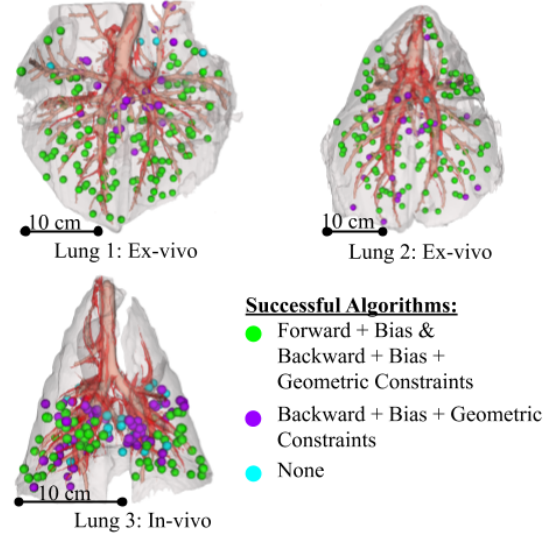 10 cm
Lung 1: Ex-vivo
10 cm
Lung 2: Ex-vivo
10 cm
Lung 3: In-vivo
Successful Algorithms:
Forward + Bias &
Backward + Bias +
Geometric Constraints
Backward + Bias + Geometric
Constraints
None